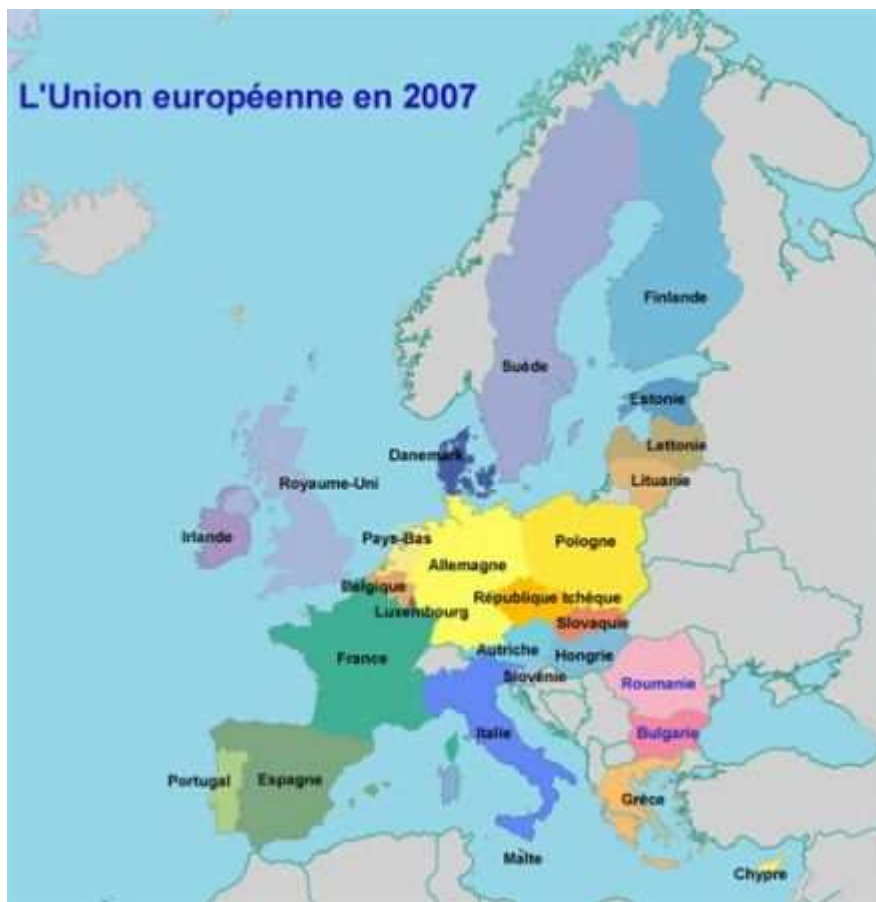 L'Union européenne en 2007
Finlande
Suède
Estonie
Lettonie
Danemark
Lituanie
Royaume-Uni
Irlande
Pays-Bas
Pologne
Allemagne
Belgique
République tchèque
Luxembourg
Slovaquie
Autriche
Hongrie
France
Slovénie
Roumanie
Italie
Bulgarie
Portugal
Espagne
Grèce
Malte
Chypre